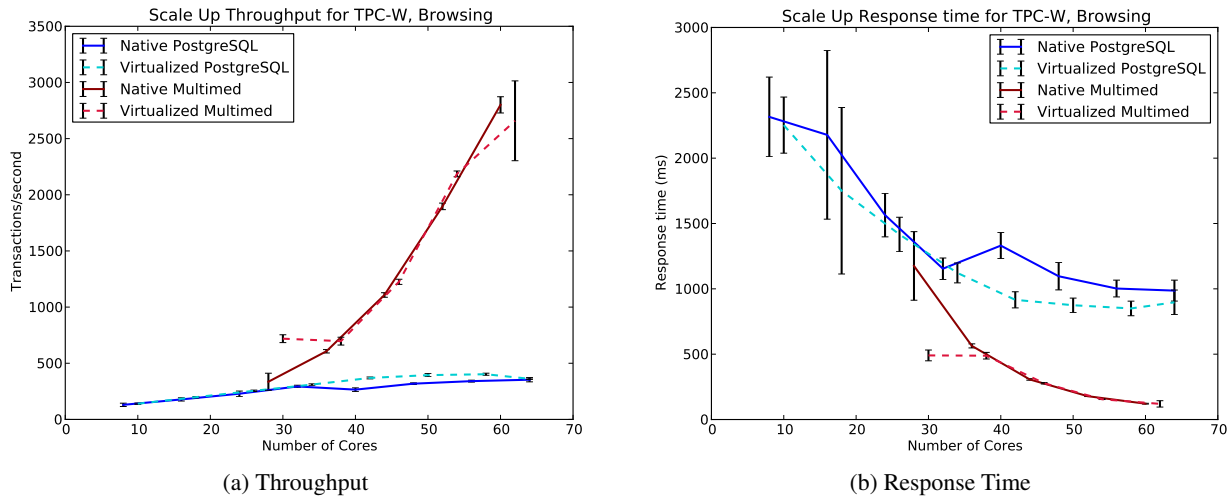 Scale Up Throughput for TPC-W, Browsing
3500
3000
2500
2000
1500
1000
500
0
Transactions/second
Native PostgreSQL
Virtualized PostgreSQL
Native Multimed
Virtualized Multimed
0 10 20 30 40 50 60 70
Number of Cores
(a) Throughput
Scale Up Response time for TPC-W, Browsing
3000
2500
2000
1500
1000
500
0
Response time (ms)
Native PostgreSQL
Virtualized PostgreSQL
Native Multimed
Virtualized Multimed
0 10 20 30 40 50 60 70
Number of Cores
(b) Response Time